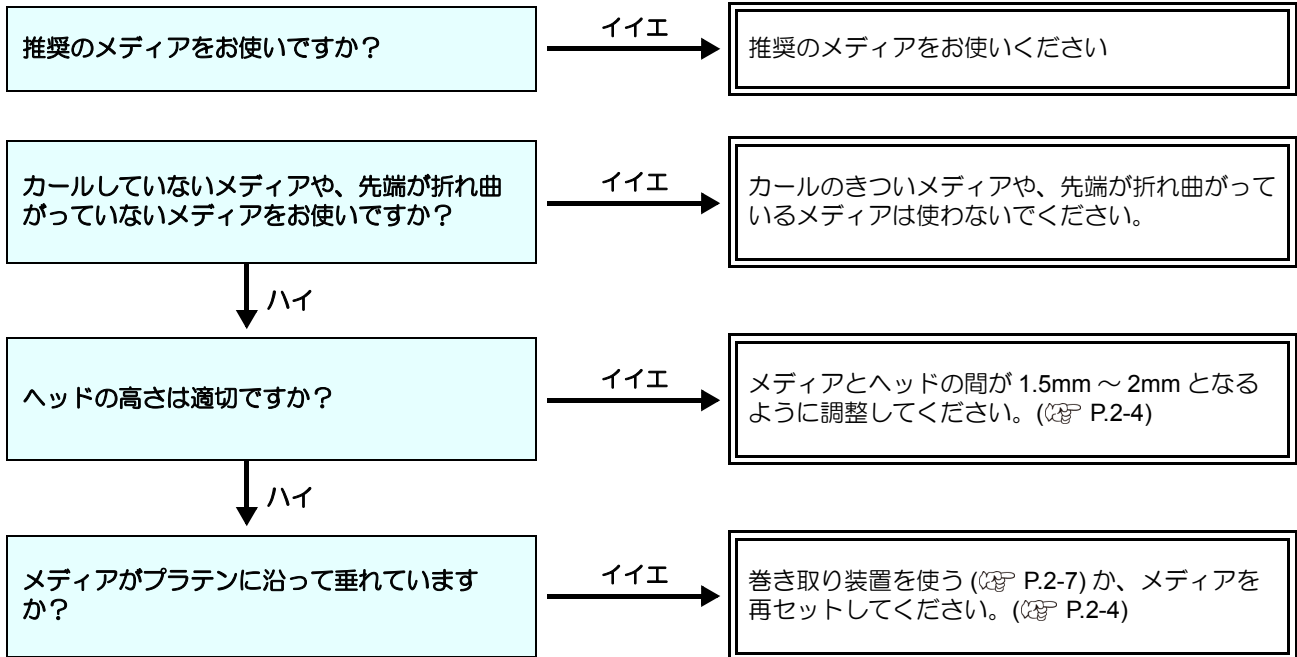 推奨のメディアをお使いですか？
イイエ
推奨のメディアをお使いください
カールしていないメディアや、先端が折れ曲
がっていないメディアをお使いですか？
イイエ
カールのきついメディアや、先端が折れ曲がって
いるメディアは使わないでください。
ハイ
ヘッドの高さは適切ですか？
イイエ
メディアとヘッドの間が 1.5mm ～ 2mm となる
ように調整してください。(☞ P.2-4)
ハイ
メディアがプラテンに沿って垂れています
か？
イイエ
巻き取り装置を使う (☞ P.2-7) か、メディアを
再セットしてください。(☞ P.2-4)